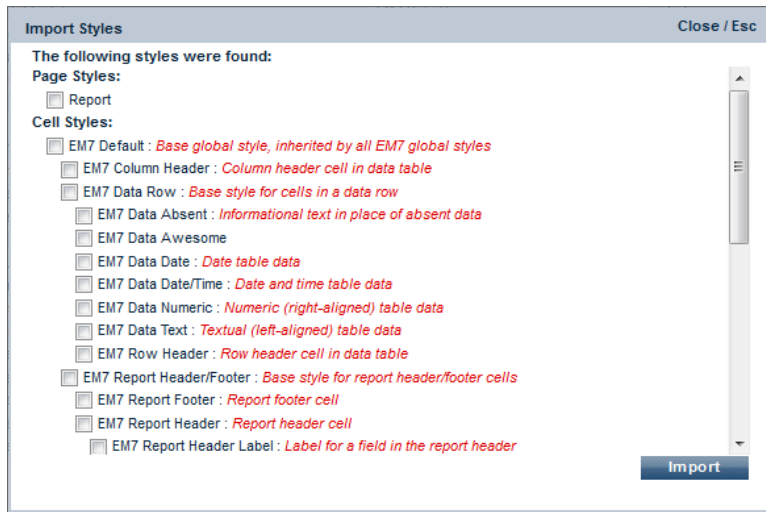 Import Styles
Close / Esc
The following styles were found:
Page Styles:
Report
Cell Styles:
EM7 Default : Base global style, inherited by all EM7 global styles
EM7 Column Header : Column header cell in data table
EM7 Data Row : Base style for cells in a data row
EM7 Data Absent : Informational text in place of absent data
EM7 Data Awesome
EM7 Data Date : Date table data
EM7 Data Date/Time : Date and time table data
EM7 Data Numeric : Numeric (right-aligned) table data
EM7 Data Text : Textual (left-aligned) table data
EM7 Row Header : Row header cell in data table
EM7 Report Header/Footer : Base style for report header/footer cells
EM7 Report Footer : Report footer cell
EM7 Report Header : Report header cell
EM7 Report Header Label : Label for a field in the report header
Import